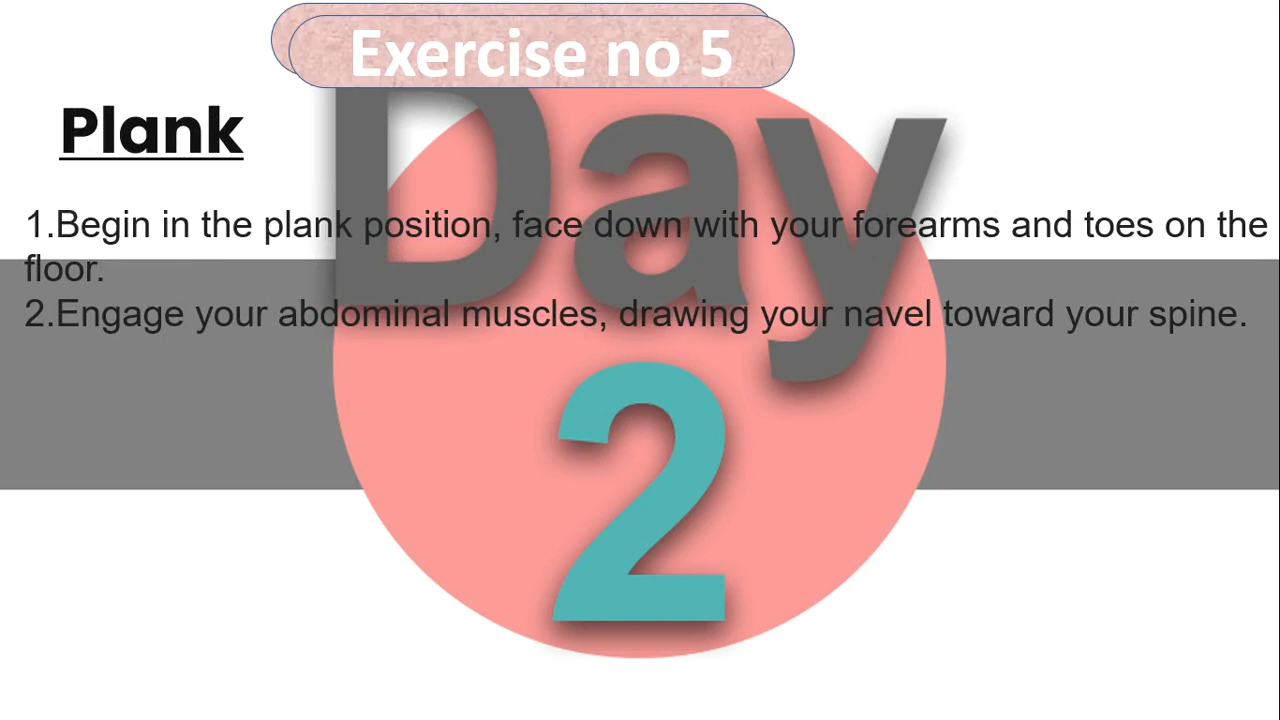 Exercise no 5
Plank
Day
1.Begin in the plank position, face down with your forearms and toes on the
floor.
2.Engage your abdominal muscles, drawing your navel toward your spine.
2